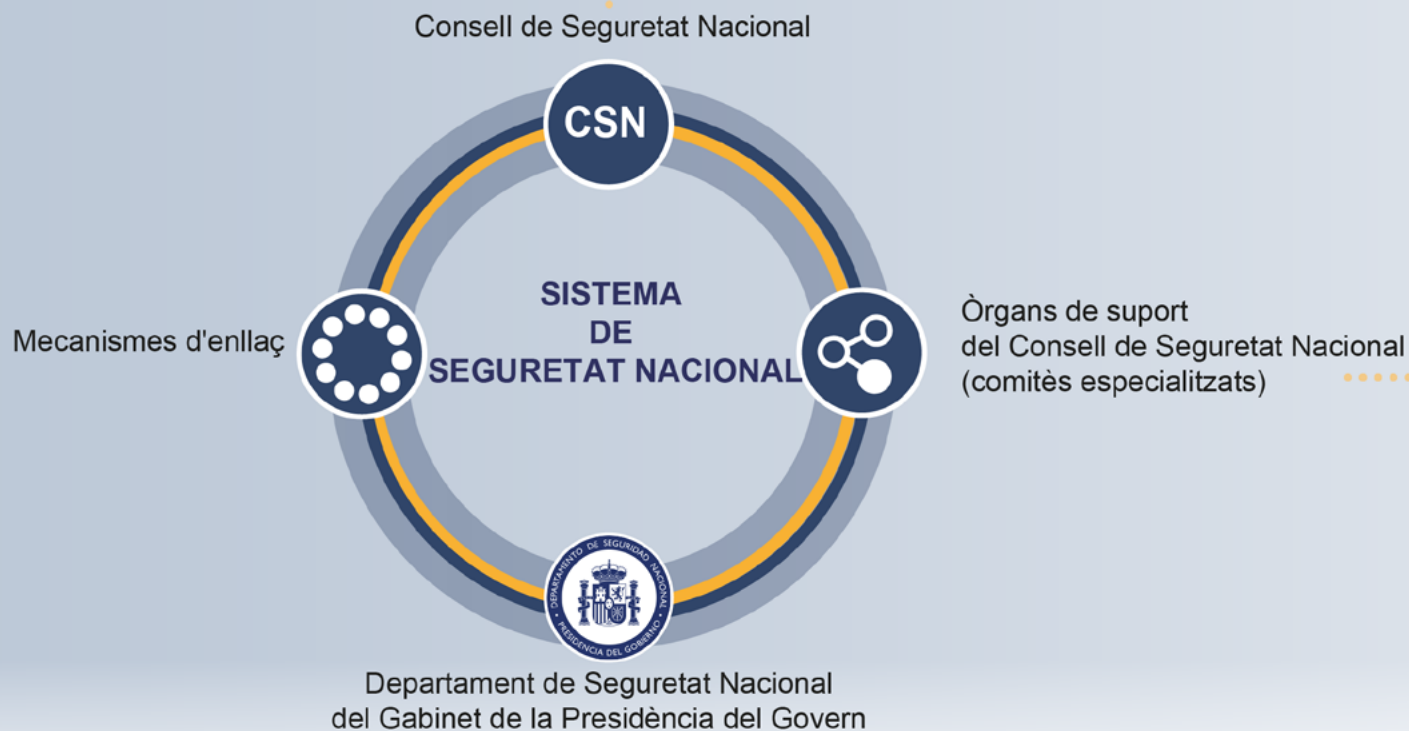 Consell de Seguretat Nacional
CSN
SISTEMA
DE
SEGURETAT NACIONAL
Mecanismes d'enllaç
Òrgans de suport
del Consell de Seguretat Nacional
(comitès especialitzats)
DEPARTAMENTO DE SEGURIDAD NACIONAL
PRESIDENCIA DEL GOBIERNO
Departament de Seguretat Nacional
del Gabinet de la Presidència del Govern